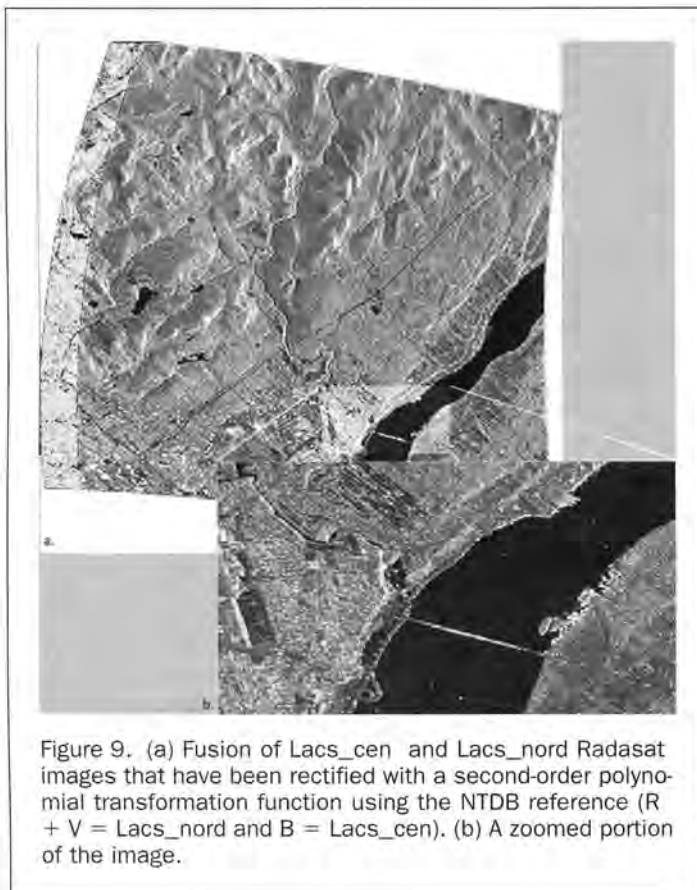 a.
b.
Figure 9. (a) Fusion of Lacs_cen and Lacs_nord Radasat
images that have been rectified with a second-order polyno-
mial transformation function using the NTDB reference (R
+ V = Lacs_nord and B = Lacs_cen). (b) A zoomed portion
of the image.